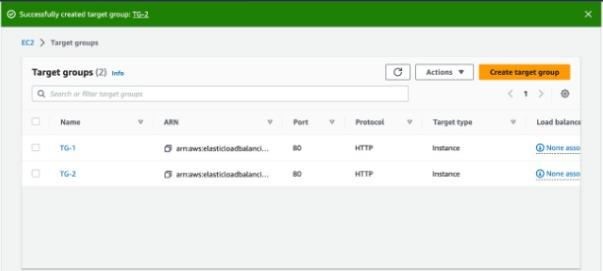 Successfully created target group: TG-2
EC2 > Target groups
Target groups (2) Info
Actions
Create target group
Search or filter target groups
1
Name ARN Port Protocol Target type Load balance
TG-1 arn:aws:elasticloadbalanci... 80 HTTP Instance None asso
TG-2 arn:aws:elasticloadbalanci... 80 HTTP Instance None asso